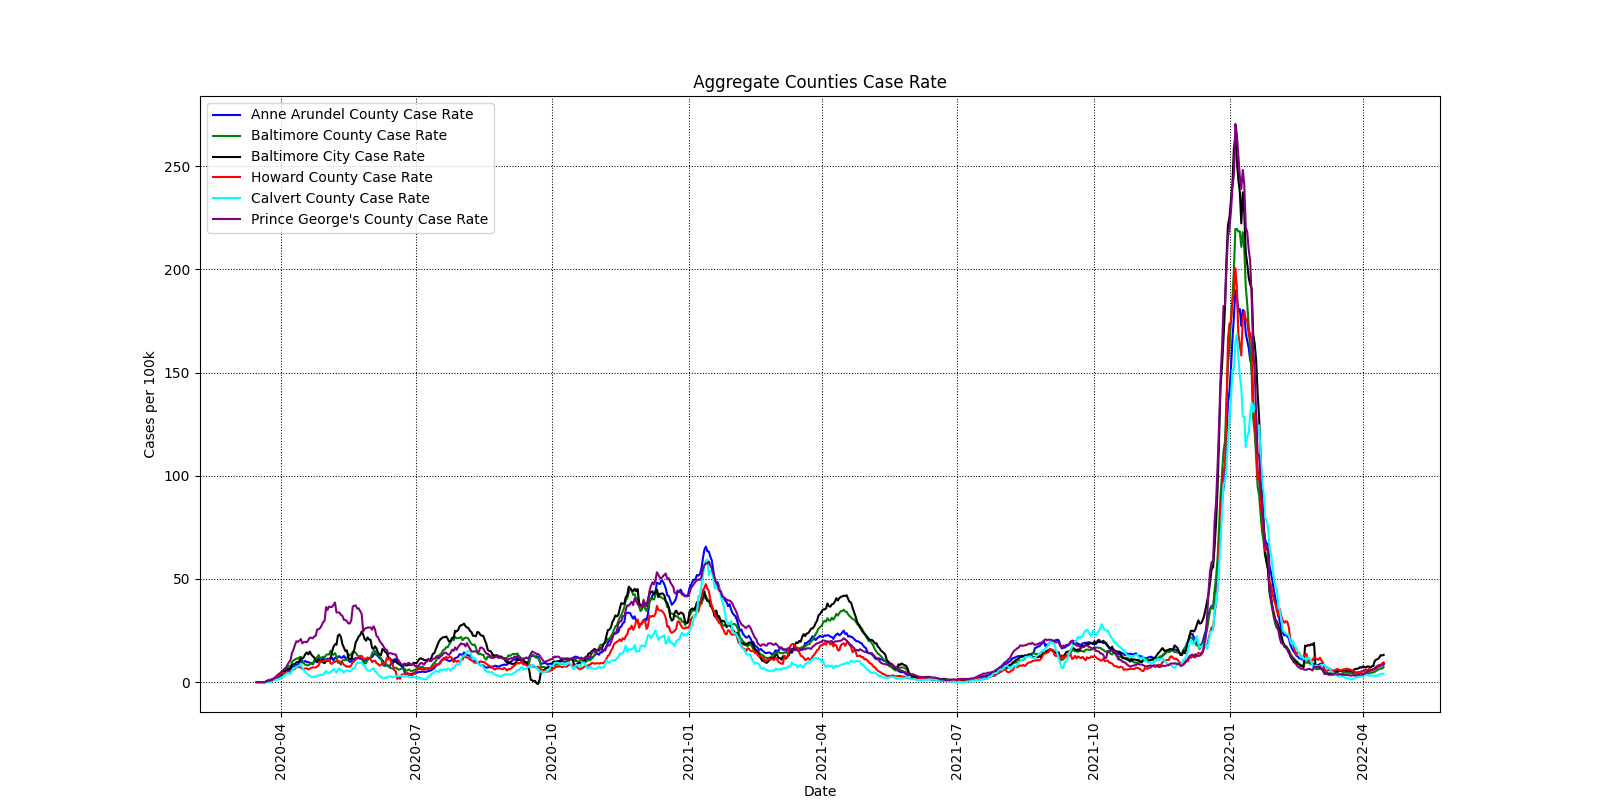 Aggregate Counties Case Rate
Anne Arundel County Case Rate
Baltimore County Case Rate
Baltimore City Case Rate
Howard County Case Rate
Calvert County Case Rate
Prince George's County Case Rate
Cases per 100k
250
200
150
100
50
0
2020-04
2020-07
2020-10
2021-01
2021-04
2021-07
2021-10
2022-01
2022-04
Date